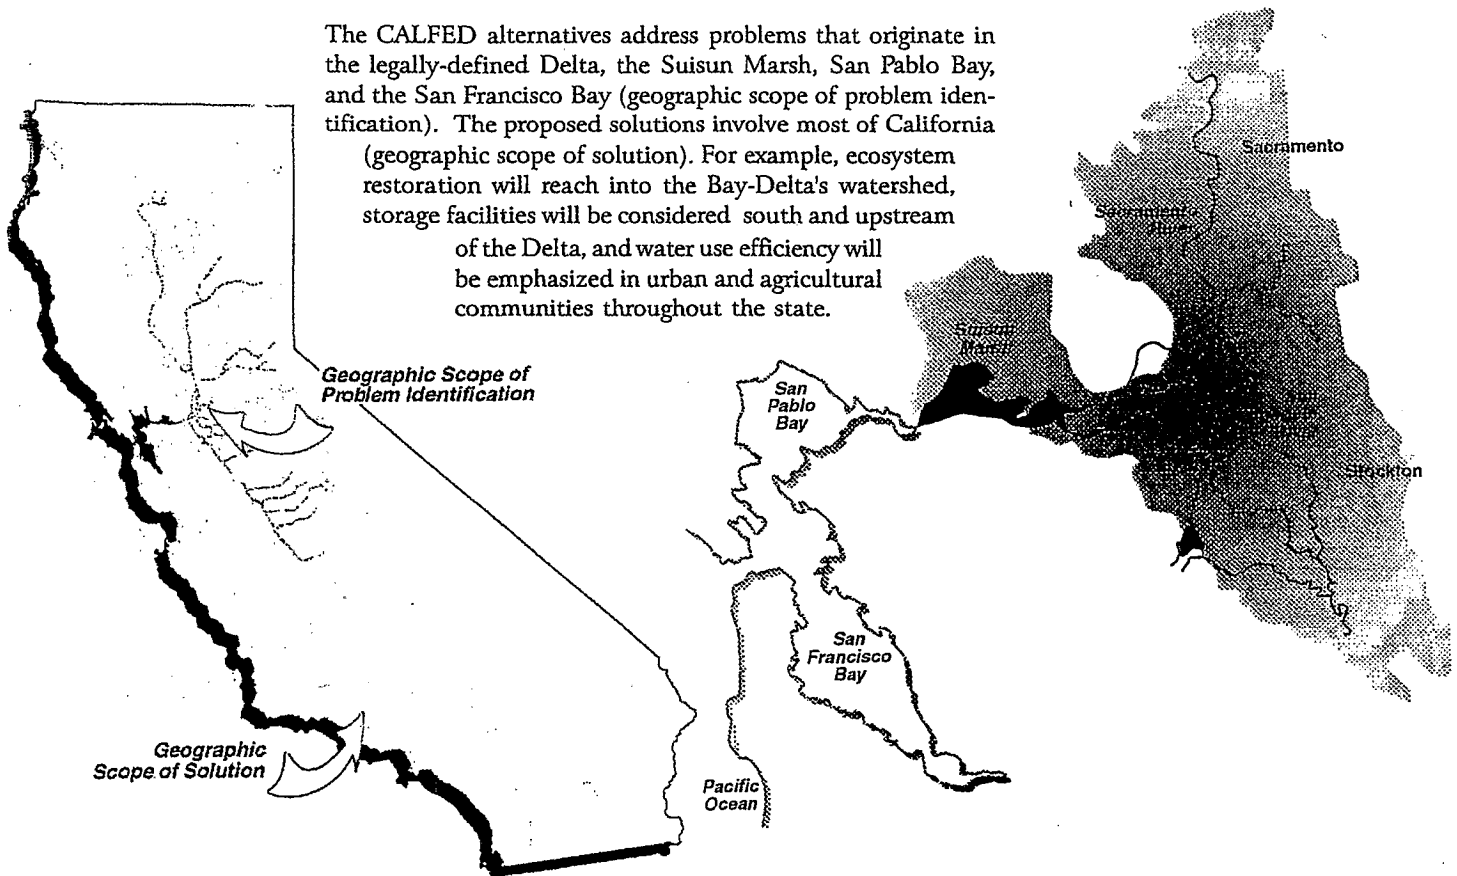 The CALFED alternatives address problems that originate in
the legally-defined Delta, the Suisun Marsh, San Pablo Bay,
and the San Francisco Bay (geographic scope of problem iden-
tification). The proposed solutions involve most of California
(geographic scope of solution). For example, ecosystem
restoration will reach into the Bay-Delta's watershed,
storage facilities will be considered south and upstream
of the Delta, and water use efficiency will
be emphasized in urban and agricultural
communities throughout the state.
Geographic Scope of
Problem Identification
Geographic
Scope of Solution
Sacramento
Sacramento
River
Suisun
Marsh
San
Pablo
Bay
Stockton
San
Francisco
Bay
Pacific
Ocean